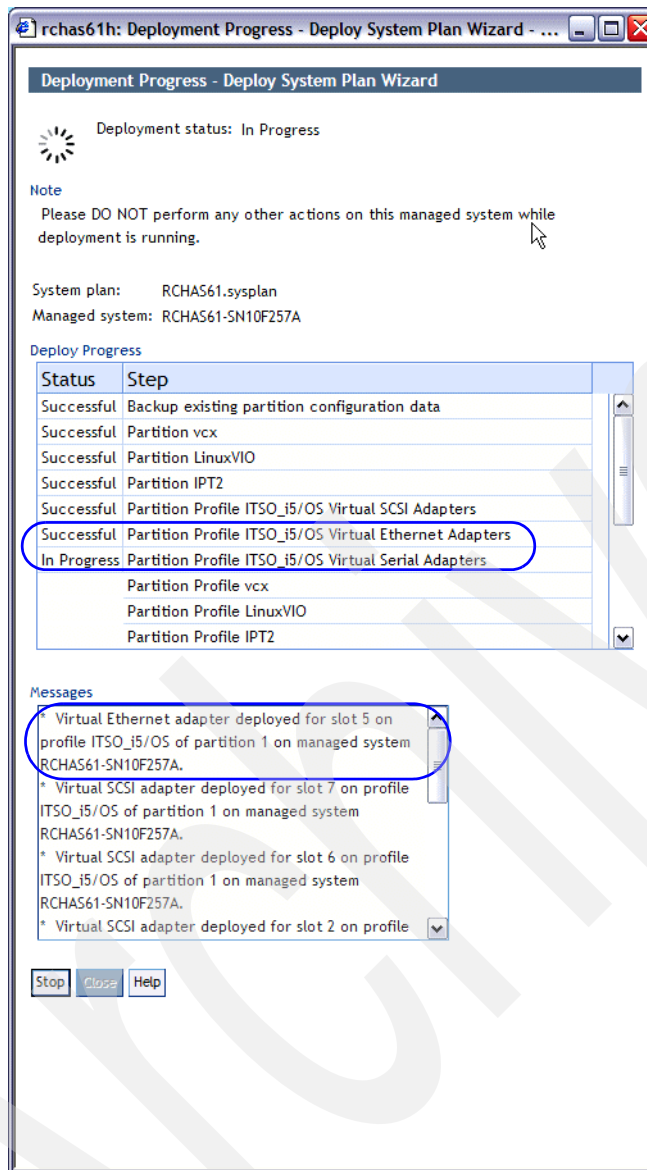 rchas61h: Deployment Progress - Deploy System Plan Wizard - ...
Deployment Progress - Deploy System Plan Wizard
Deployment status: In Progress
Note
Please DO NOT perform any other actions on this managed system while
deployment is running.
System plan: RCHAS61.sysplan
Managed system: RCHAS61-SN10F257A
Deploy Progress
Status Step
Successful Backup existing partition configuration data
Successful Partition vcx
Successful Partition LinuxVIO
Successful Partition IPT2
Successful Partition Profile ITSO_i5/OS Virtual SCSI Adapters
Successful Partition Profile ITSO_i5/OS Virtual Ethernet Adapters
In Progress Partition Profile ITSO_i5/OS Virtual Serial Adapters
Partition Profile vcx
Partition Profile LinuxVIO
Partition Profile IPT2
Messages
* Virtual Ethernet adapter deployed for slot 5 on
profile ITSO_i5/OS of partition 1 on managed system
RCHAS61-SN10F257A.
* Virtual SCSI adapter deployed for slot 7 on profile
ITSO_i5/OS of partition 1 on managed system
RCHAS61-SN10F257A.
* Virtual SCSI adapter deployed for slot 6 on profile
ITSO_i5/OS of partition 1 on managed system
RCHAS61-SN10F257A.
* Virtual SCSI adapter deployed for slot 2 on profile
Stop Close Help